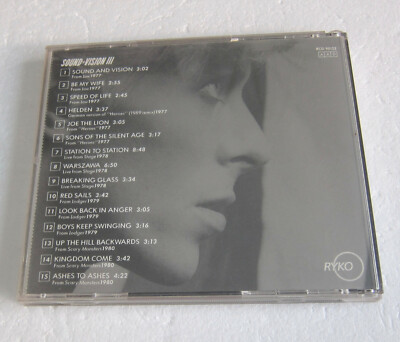 SOUND+VISION III
1 SOUND AND VISION 3:02
From Low 1977
2 BE MY WIFE 2:55
From Low 1977
3 SPEED OF LIFE 2:45
From Low 1977
4 HELDEN 3:37
German version of "Heroes" (1989 remix) 1977
5 JOE THE LION 3:05
From "Heroes" 1977
6 SONS OF THE SILENT AGE 3:17
From "Heroes" 1977
7 STATION TO STATION 8:48
Live from Stage 1978
8 WARSZAWA 6:50
Live from Stage 1978
9 BREAKING GLASS 3:34
Live from Stage 1978
10 RED SAILS 3:42
From Lodger 1979
11 LOOK BACK IN ANGER 3:05
From Lodger 1979
12 BOYS KEEP SWINGING 3:16
From Lodger 1979
13 UP THE HILL BACKWARDS 3:13
From Scary Monsters 1980
14 KINGDOM COME 3:42
From Scary Monsters 1980
15 ASHES TO ASHES 4:22
From Scary Monsters 1980
RYKO